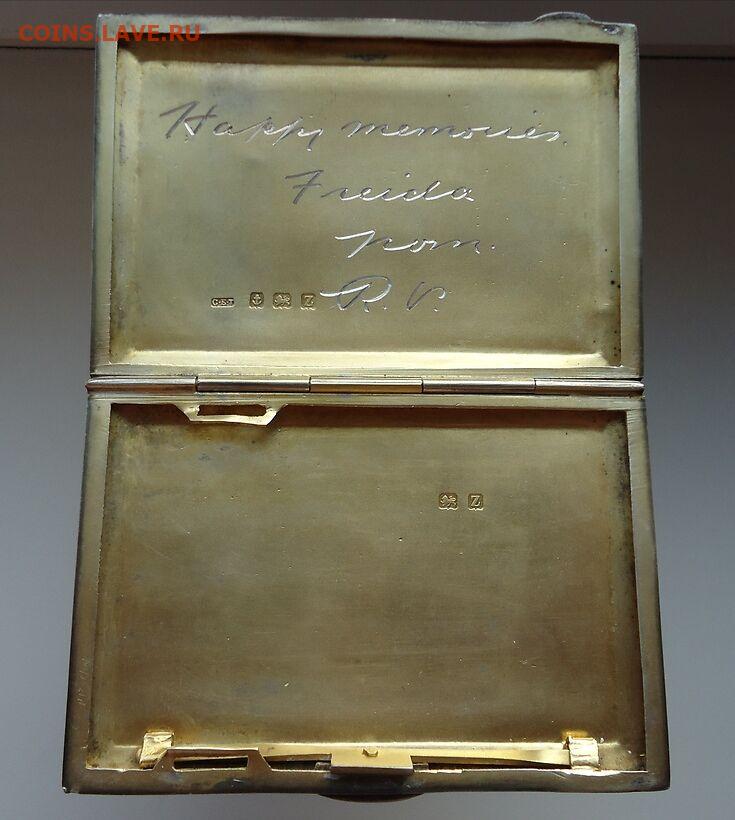 COINS.LAVE.RU
Happy memories.
Freida
from.
R.V.
G·S·T Z
Z